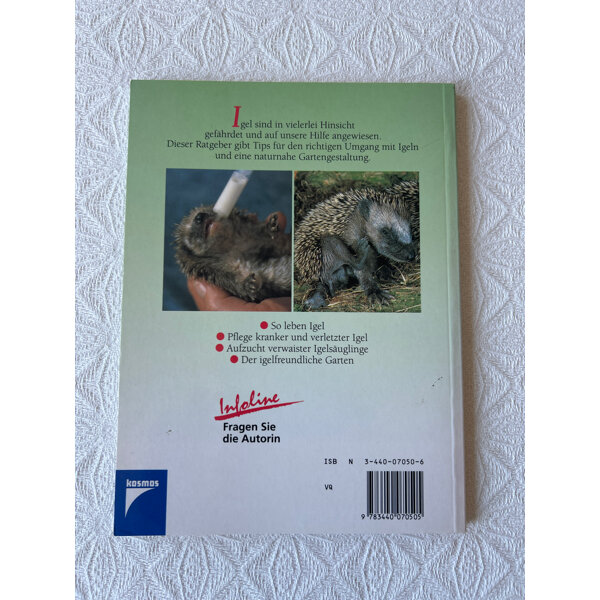 Igel sind in vielerlei Hinsicht
gefährdet und auf unsere Hilfe angewiesen.
Dieser Ratgeber gibt Tips für den richtigen Umgang mit Igeln
und eine naturnahe Gartengestaltung.
● So leben Igel
● Pflege kranker und verletzter Igel
● Aufzucht verwaister Igelsäuglinge
● Der igelfreundliche Garten
Infoline
Fragen Sie
die Autorin
ISB N 3-440-07050-6
VQ
9 783440 070505
kosmos